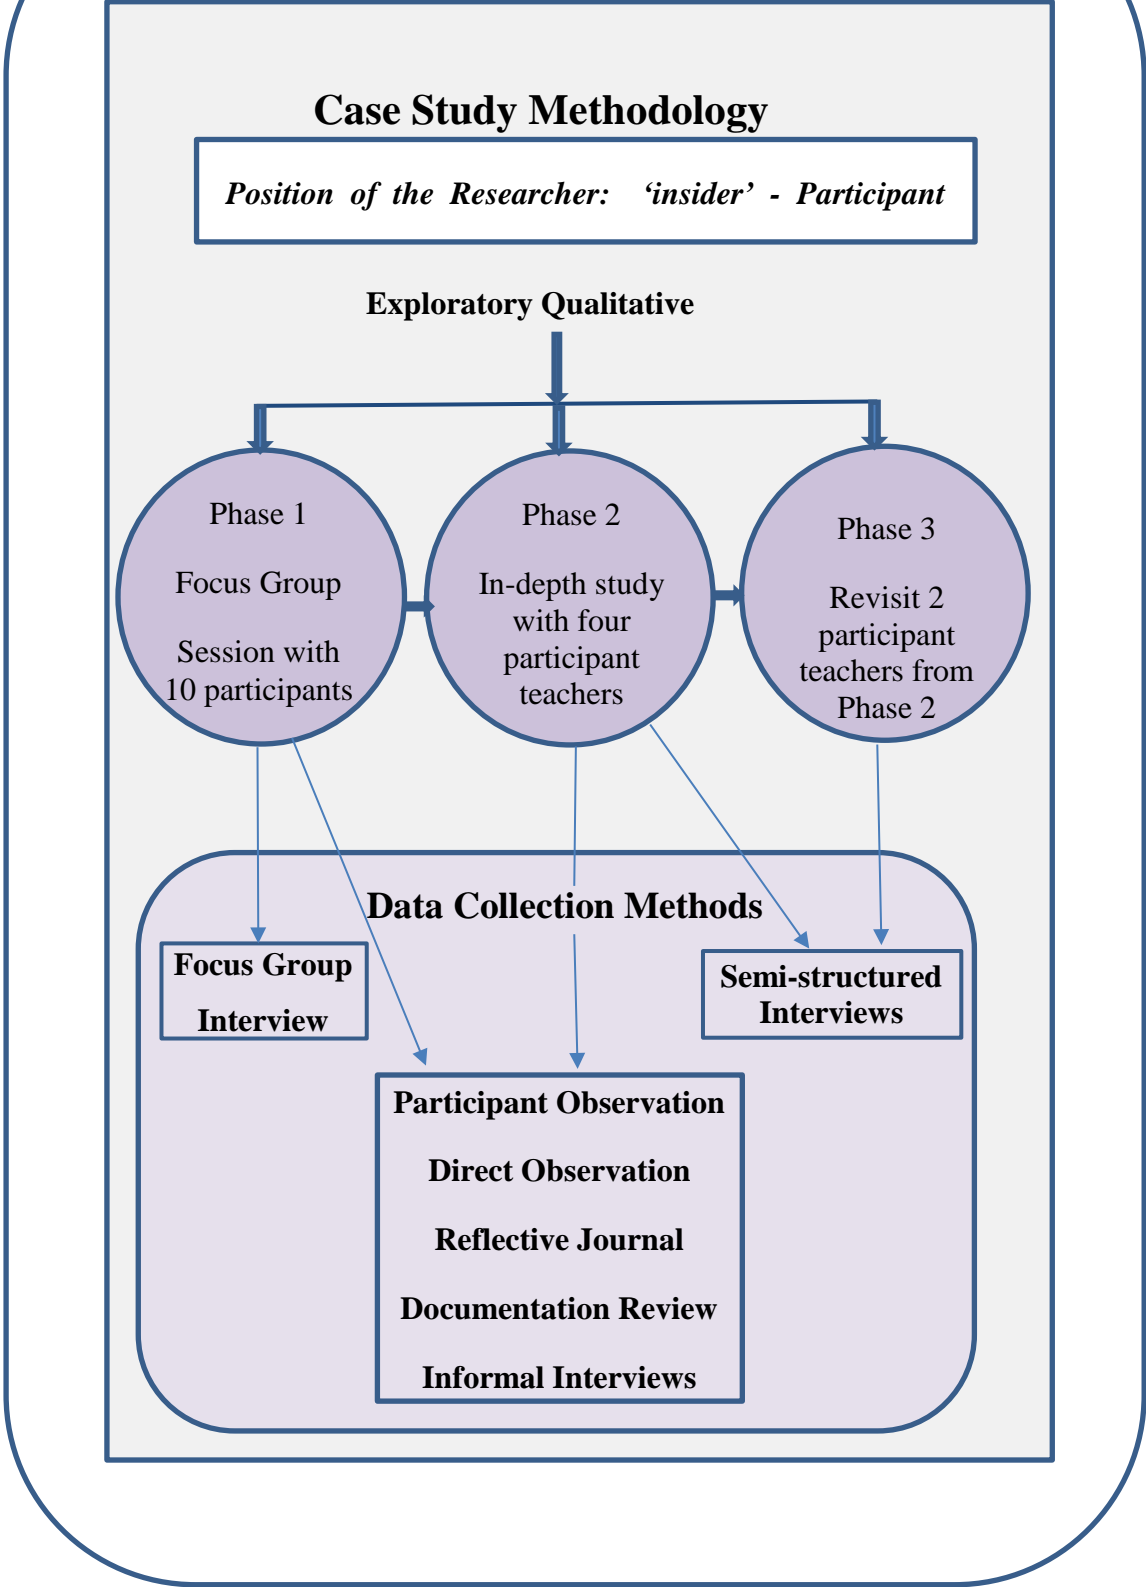 Case Study Methodology
Position of the Researcher: ‘insider’ - Participant
Exploratory Qualitative
Phase 1
Focus Group
Session with
10 participants
Phase 2
In-depth study
with four
participant
teachers
Phase 3
Revisit 2
participant
teachers from
Phase 2
Data Collection Methods
Focus Group
Interview
Semi-structured
Interviews
Participant Observation
Direct Observation
Reflective Journal
Documentation Review
Informal Interviews